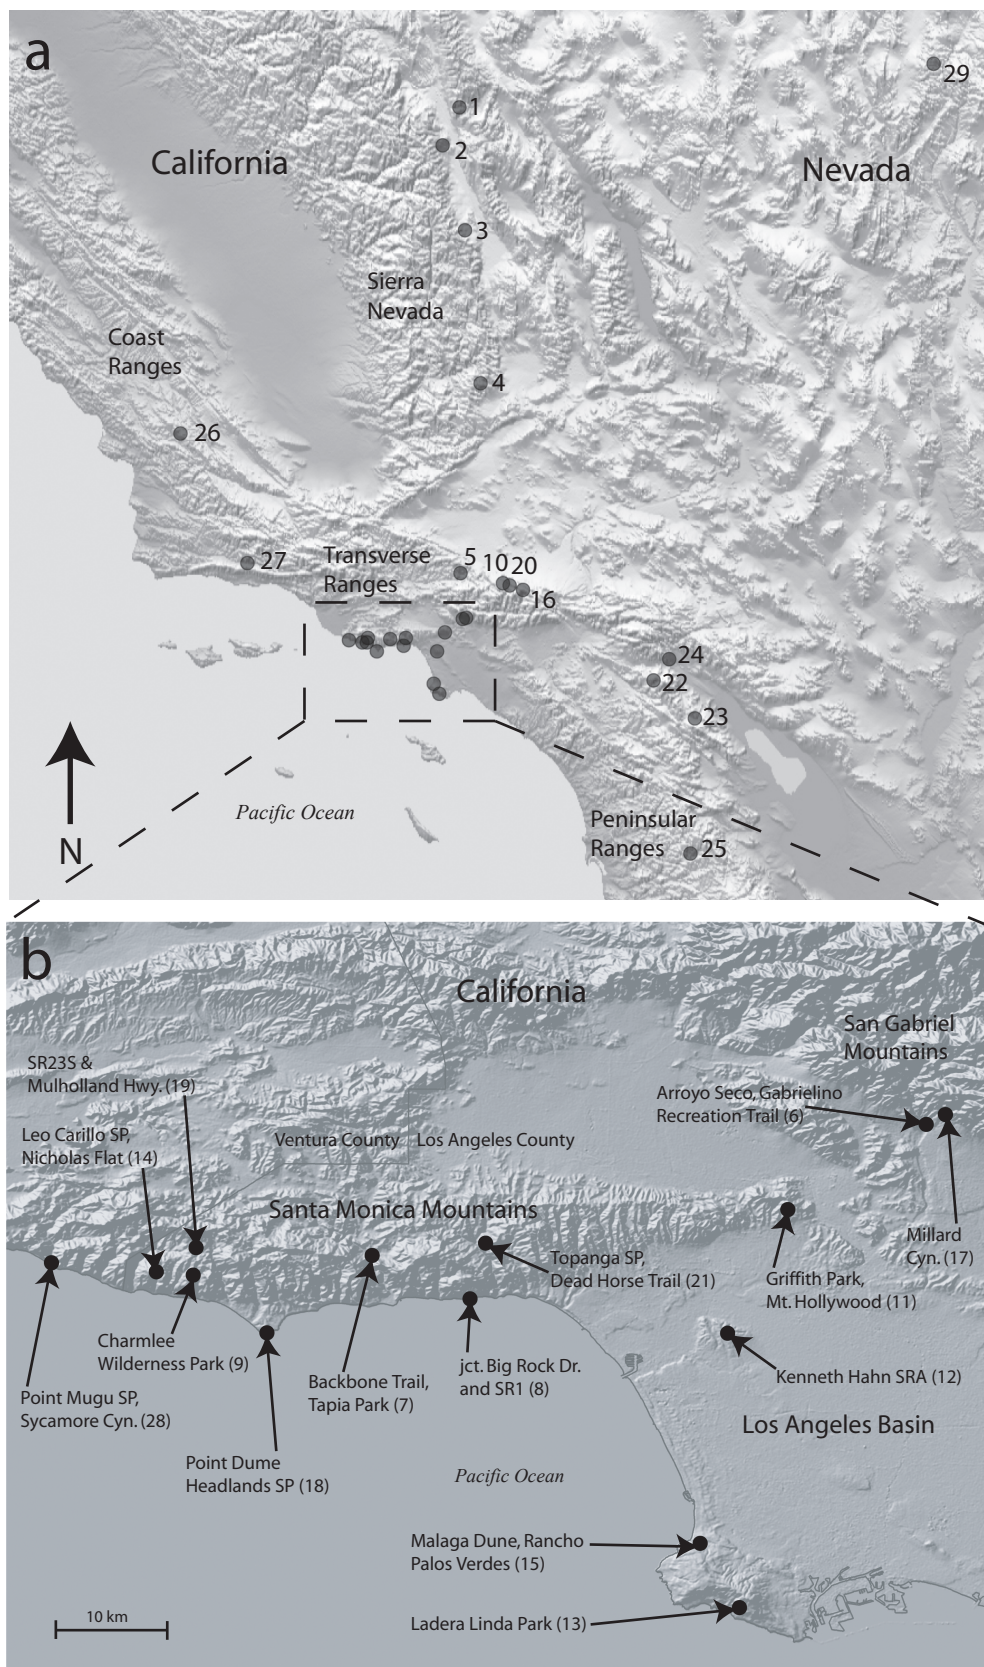 a
29
1
California
2
Nevada
3
Sierra
Nevada
Coast
Ranges
4
26
27
Transverse
Ranges
5
10
20
16
24
22
23
N
Pacific Ocean
Peninsular
Ranges
25
b
California
San Gabriel
Mountains
SR23S &
Mulholland Hwy. (19)
Arroyo Seco, Gabrielino
Recreation Trail (6)
Leo Carillo SP,
Nicholas Flat (14)
Ventura County
Los Angeles County
Santa Monica Mountains
Millard
Cyn. (17)
Topanga SP,
Dead Horse Trail (21)
Griffith Park,
Mt. Hollywood (11)
Charmlee
Wilderness Park (9)
Point Mugu SP,
Sycamore Cyn. (28)
Backbone Trail,
Tapia Park (7)
jct. Big Rock Dr.
and SR1 (8)
Kenneth Hahn SRA (12)
Los Angeles Basin
Point Dume
Headlands SP (18)
Pacific Ocean
Malaga Dune, Rancho
Palos Verdes (15)
Ladera Linda Park (13)
10 km